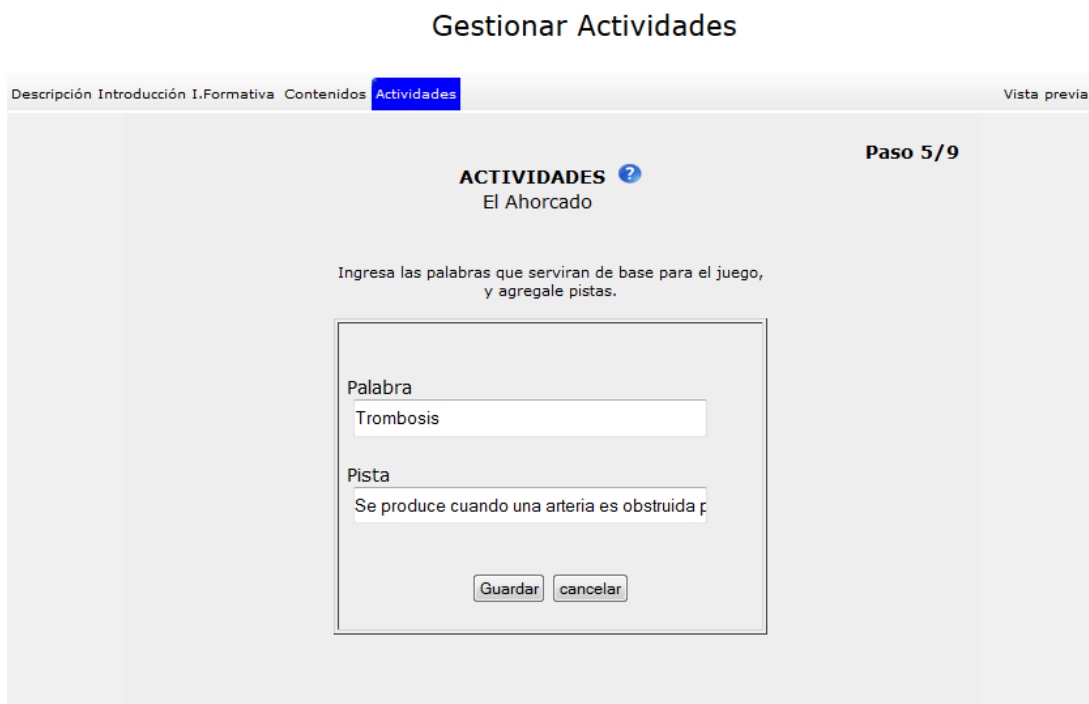 Gestionar Actividades
Descripción Introducción I.Formativa Contenidos Actividades Vista previa
Paso 5/9
ACTIVIDADES ?
El Ahorcado
Ingresa las palabras que serviran de base para el juego,
y agregale pistas.
Palabra
Trombosis
Pista
Se produce cuando una arteria es obstruida p
Guardar cancelar